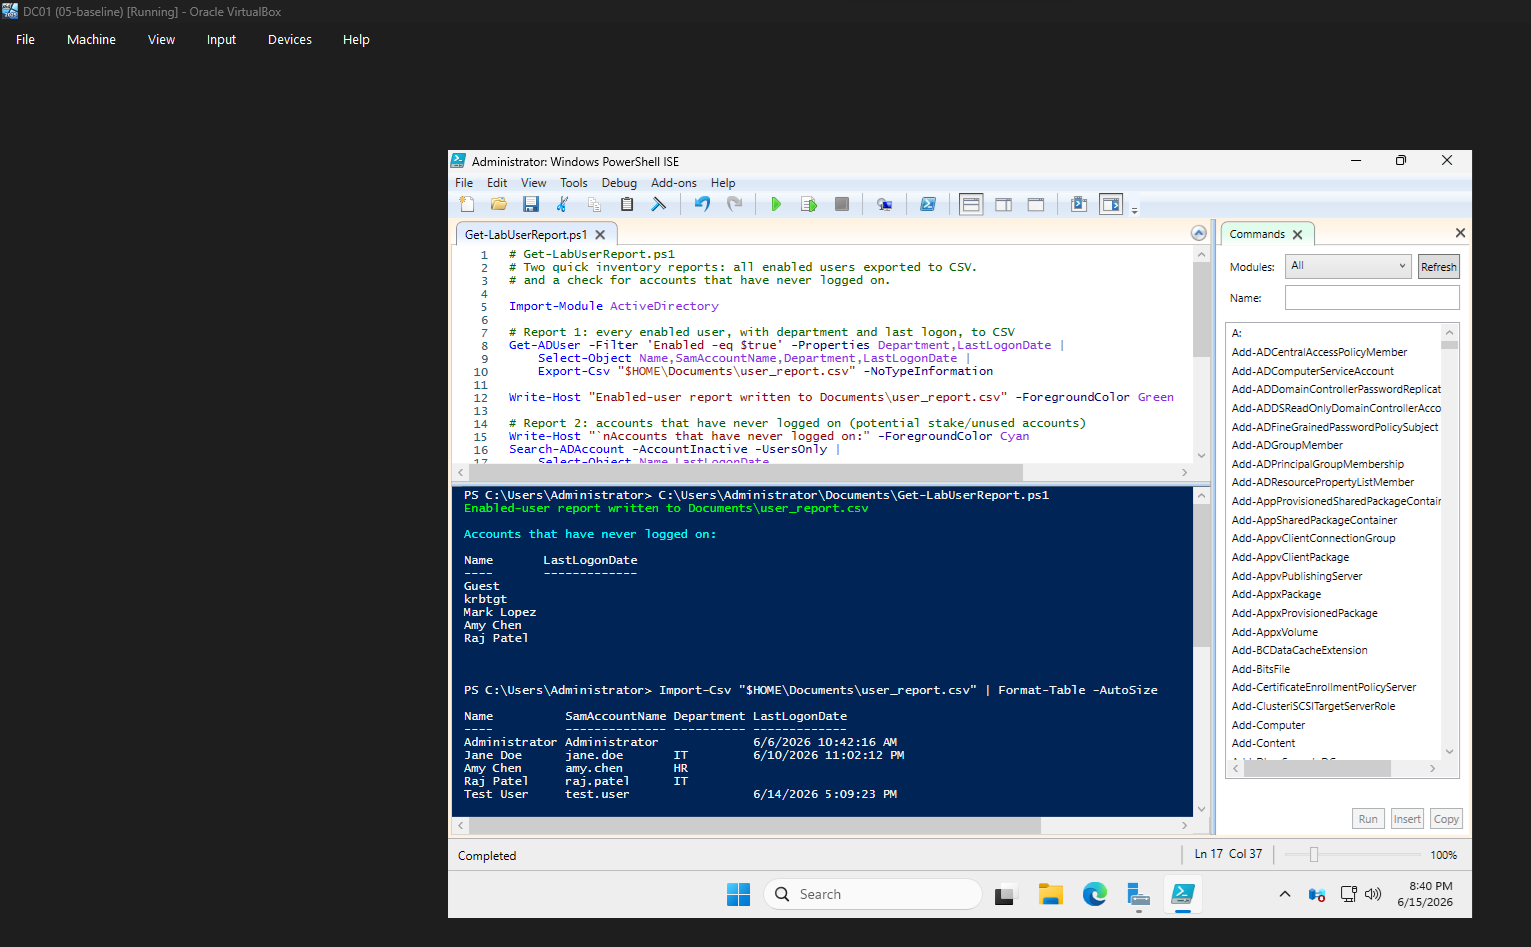 DC01 (05-baseline) [Running] - Oracle VirtualBox
File Machine View Input Devices Help
Administrator: Windows PowerShell ISE
File Edit View Tools Debug Add-ons Help
Get-LabUserReport.ps1
1 # Get-LabUserReport.ps1
2 # Two quick inventory reports: all enabled users exported to CSV.
3 # and a check for accounts that have never logged on.
4
5 Import-Module ActiveDirectory
6
7 # Report 1: every enabled user, with department and last logon, to CSV
8 Get-ADUser -Filter 'Enabled -eq $true' -Properties Department,LastLogonDate |
9 Select-Object Name,SamAccountName,Department,LastLogonDate |
10 Export-Csv "$HOME\Documents\user_report.csv" -NoTypeInformation
11
12 Write-Host "Enabled-user report written to Documents\user_report.csv" -ForegroundColor Green
13
14 # Report 2: accounts that have never logged on (potential stake/unused accounts)
15 Write-Host "`nAccounts that have never logged on:" -ForegroundColor Cyan
16 Search-ADAccount -AccountInactive -UsersOnly |
17 Select-Object Name,LastLogonDate
PS C:\Users\Administrator> C:\Users\Administrator\Documents\Get-LabUserReport.ps1
Enabled-user report written to Documents\user_report.csv
Accounts that have never logged on:
Name LastLogonDate
---- -------------
Guest
krbtgt
Mark Lopez
Amy Chen
Raj Patel
PS C:\Users\Administrator> Import-Csv "$HOME\Documents\user_report.csv" | Format-Table -AutoSize
Name SamAccountName Department LastLogonDate
---- -------------- ---------- -------------
Administrator Administrator 6/6/2026 10:42:16 AM
Jane Doe jane.doe IT 6/10/2026 11:02:12 PM
Amy Chen amy.chen HR
Raj Patel raj.patel IT
Test User test.user 6/14/2026 5:09:23 PM
Commands
Modules: All Refresh
Name:
A:
Add-ADCentralAccessPolicyMember
Add-ADComputerServiceAccount
Add-ADDomainControllerPasswordReplicat
Add-ADDSReadOnlyDomainControllerAcco
Add-ADFineGrainedPasswordPolicySubject
Add-ADGroupMember
Add-ADPrincipalGroupMembership
Add-ADResourcePropertyListMember
Add-AppProvisionedSharedPackageContain
Add-AppSharedPackageContainer
Add-AppvClientConnectionGroup
Add-AppvClientPackage
Add-AppvPublishingServer
Add-AppxPackage
Add-AppxProvisionedPackage
Add-AppxVolume
Add-BCDataCacheExtension
Add-BitsFile
Add-CertificateEnrollmentPolicyServer
Add-ClusteriSCSITargetServerRole
Add-Computer
Add-Content
Run Insert Copy
Completed
Ln 17 Col 37
100%
Search
8:40 PM
6/15/2026